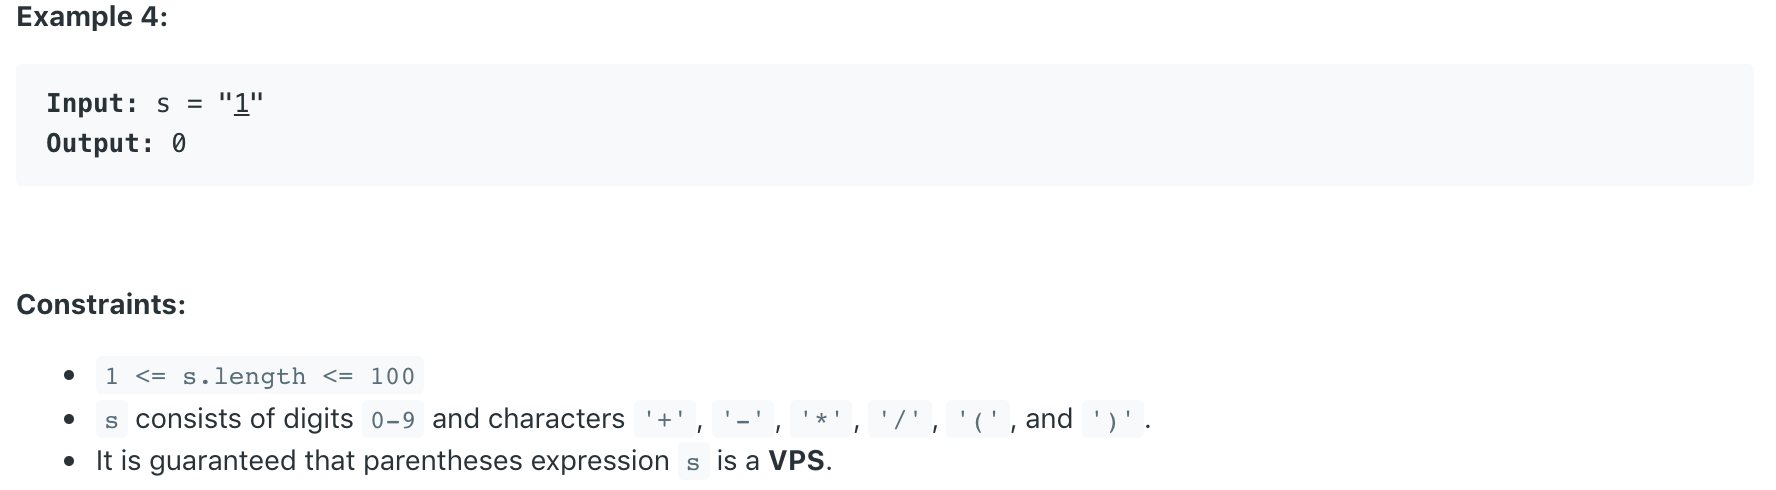 Example 4:
Input: s = "1"
Output: 0
Constraints:
1 <= s.length <= 100
s consists of digits 0-9 and characters '+', '-', '*', '/', '(', and ')'.
It is guaranteed that parentheses expression s is a VPS.